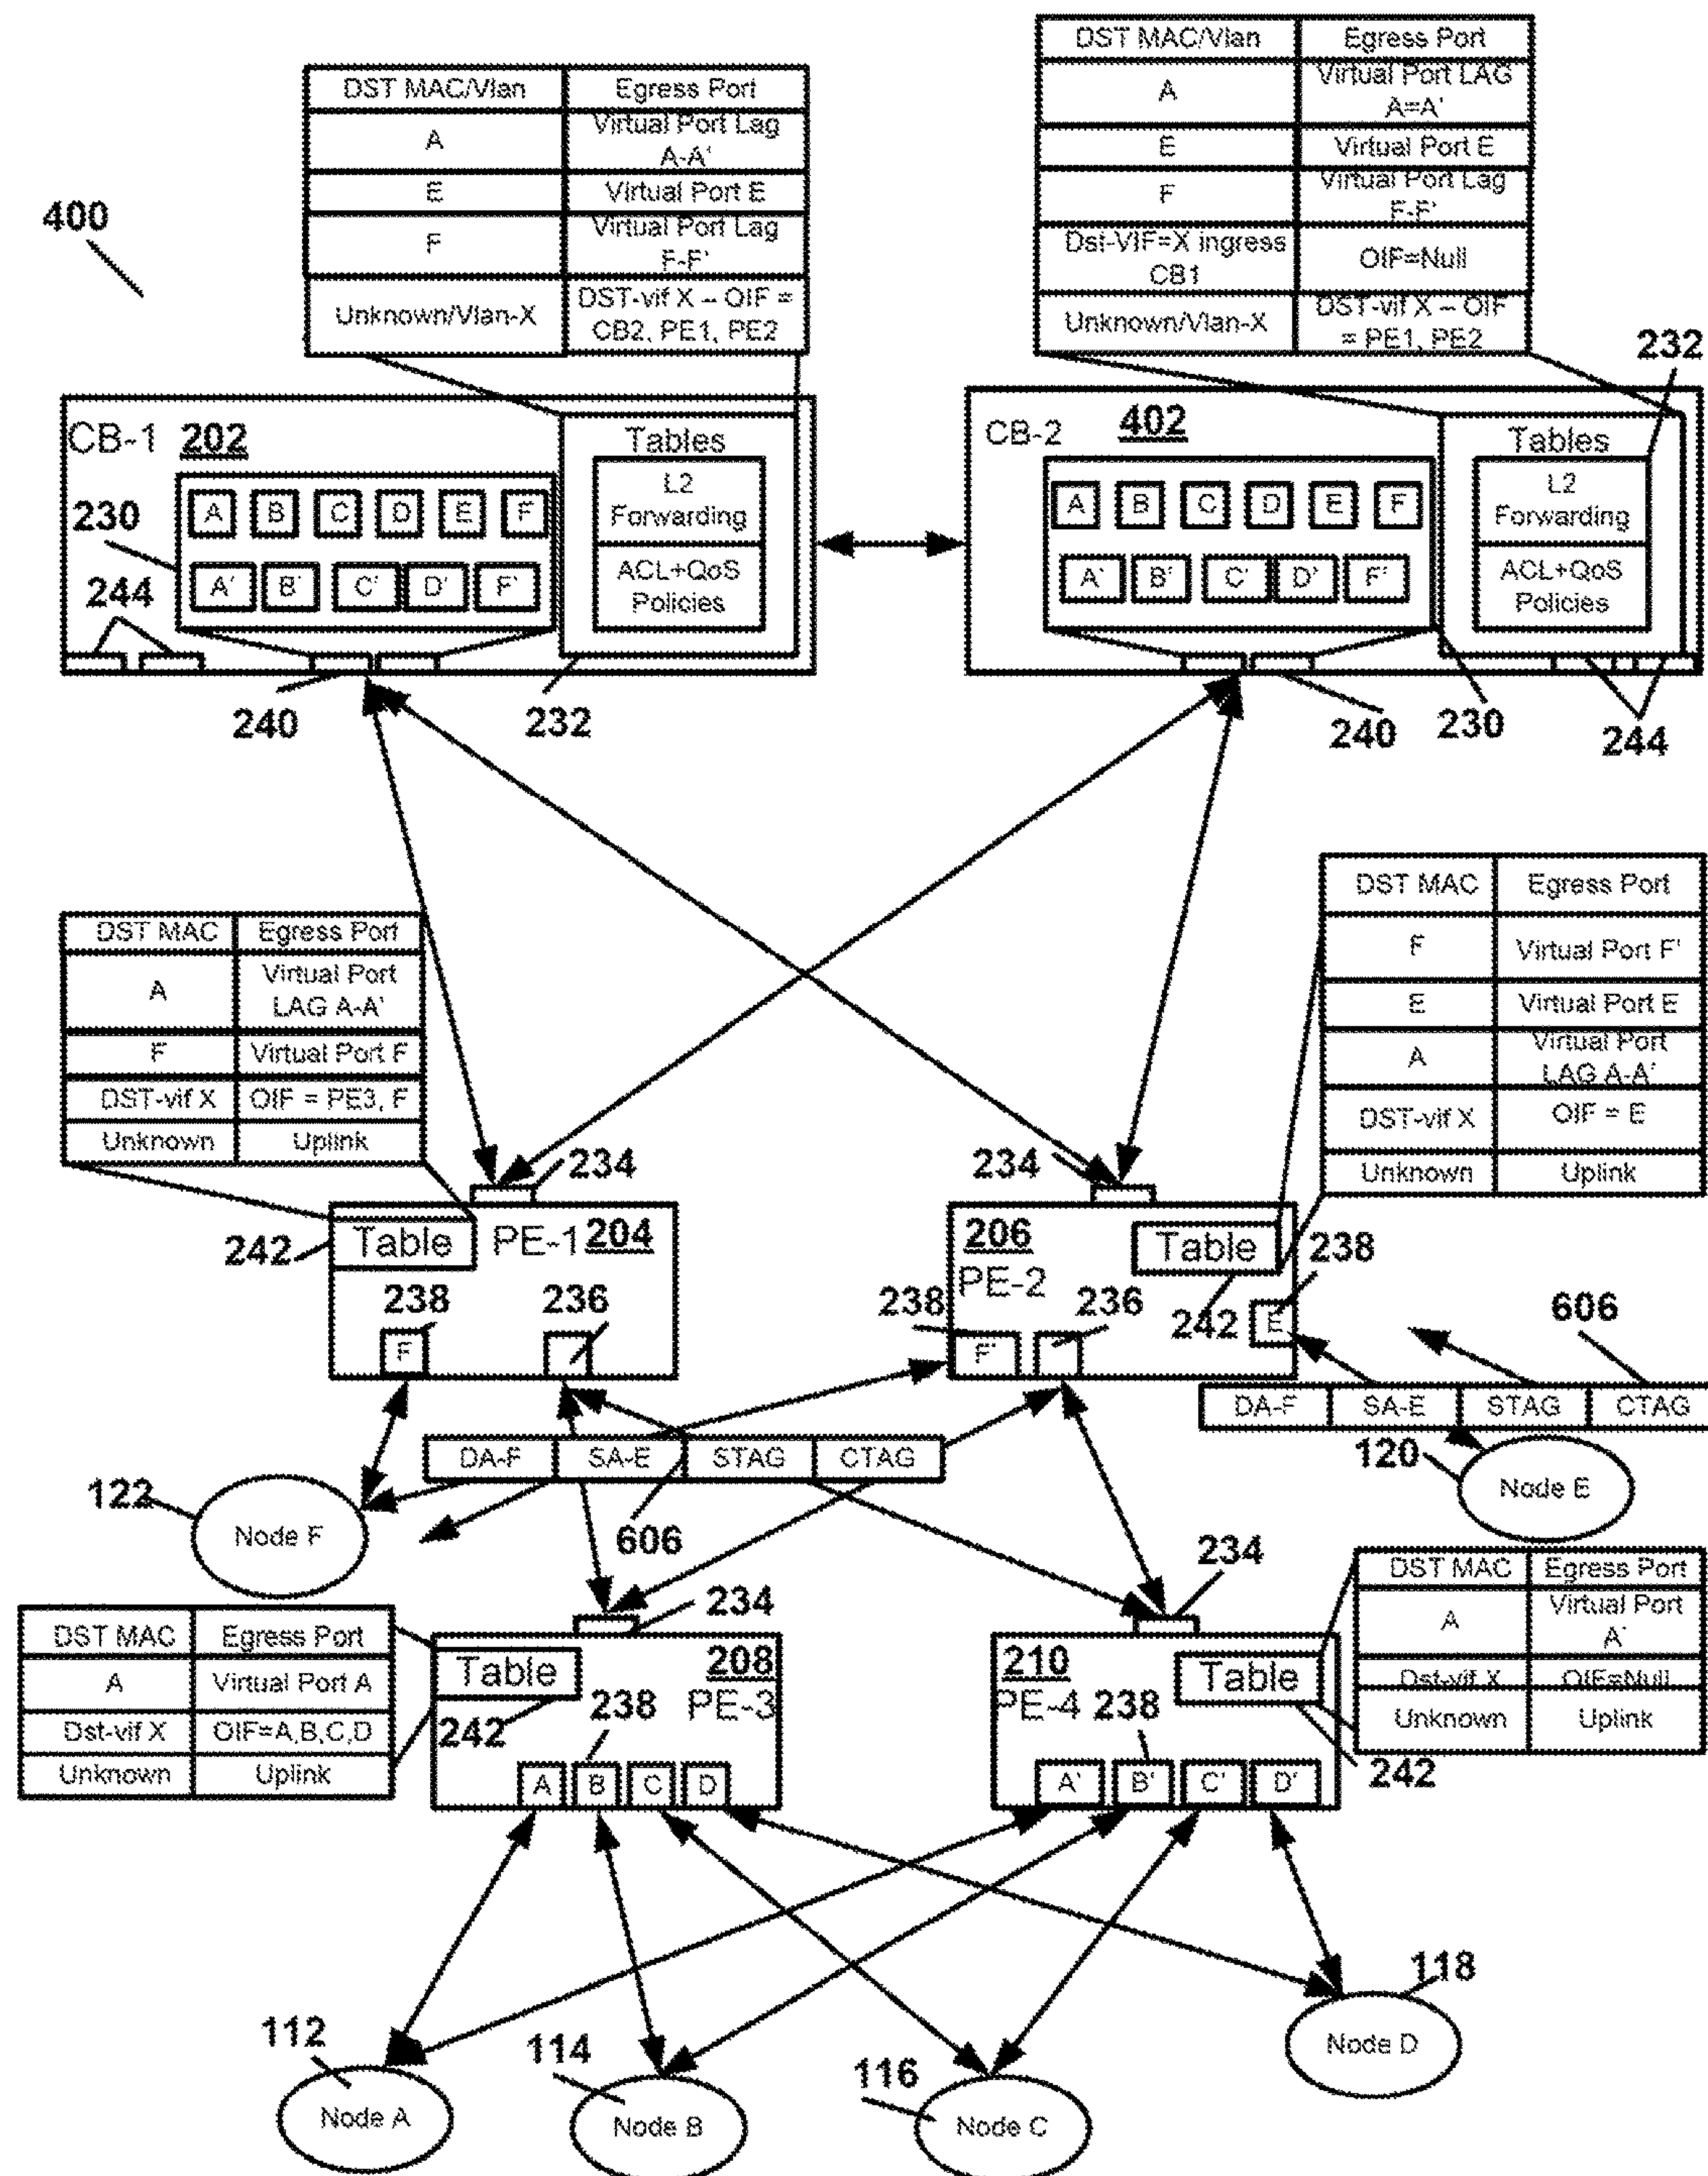 DST MAC/Vlan Egress Port
A Virtual Port Lag A-A'
E Virtual Port E
F Virtual Port Lag F-F'
Unknown/Vlan-X DST-vif X – OIF = CB2, PE1, PE2
DST MAC/Vlan Egress Port
A Virtual Port LAG A=A'
E Virtual Port E
F Virtual Port Lag F-F'
Dst-VIF=X ingress CB1 OIF=Null
Unknown/Vlan-X DST-vif X – OIF = PE1, PE2
400
232
CB-1 202
Tables
L2 Forwarding
ACL+QoS Policies
230
A B C D E F
A' B' C' D' F'
244
240
232
CB-2 402
Tables
L2 Forwarding
ACL+QoS Policies
A B C D E F
A' B' C' D' F'
240
230
244
DST MAC Egress Port
A Virtual Port LAG A-A'
F Virtual Port F
DST-vif X OIF = PE3, F
Unknown Uplink
DST MAC Egress Port
F Virtual Port F'
E Virtual Port E
A Virtual Port LAG A-A'
DST-vif X OIF = E
Unknown Uplink
234
234
242
Table
PE-1 204
238
236
F
206
PE-2
Table
238
238
236
242
E
F'
606
DA-F SA-E STAG CTAG
DA-F SA-E STAG CTAG
120
Node E
122
Node F
606
234
234
DST MAC Egress Port
A Virtual Port A
Dst-vif X OIF=A,B,C,D
Unknown Uplink
Table
208
PE-3
242
238
A B C D
210
PE-4
238
Table
242
A' B' C' D'
DST MAC Egress Port
A Virtual Port A'
Dst-vif X OIF=Null
Unknown Uplink
118
Node D
112
Node A
114
Node B
116
Node C